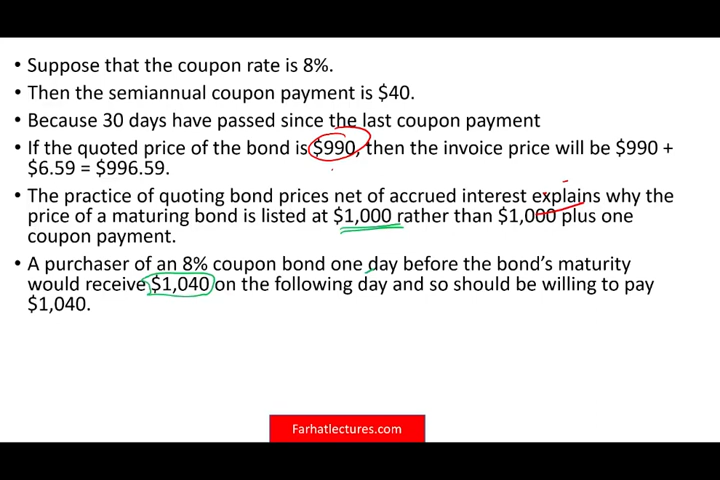 • Suppose that the coupon rate is 8%.
• Then the semiannual coupon payment is $40.
• Because 30 days have passed since the last coupon payment
• If the quoted price of the bond is $990, then the invoice price will be $990 +
$6.59 = $996.59.
• The practice of quoting bond prices net of accrued interest explains why the
price of a maturing bond is listed at $1,000 rather than $1,000 plus one
coupon payment.
• A purchaser of an 8% coupon bond one day before the bond’s maturity
would receive $1,040 on the following day and so should be willing to pay
$1,040.
Farhatlectures.com